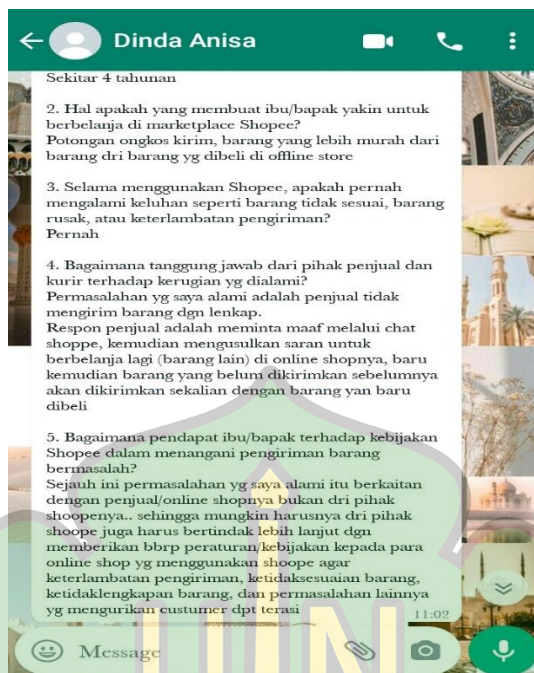 Dinda Anisa
Sekitar 4 tahunan
2. Hal apakah yang membuat ibu/bapak yakin untuk
berbelanja di marketplace Shopee?
Potongan ongkos kirim, barang yang lebih murah dari
barang dri barang yg dibeli di offline store
3. Selama menggunakan Shopee, apakah pernah
mengalami keluhan seperti barang tidak sesuai, barang
rusak, atau keterlambatan pengiriman?
Pernah
4. Bagaimana tanggung jawab dari pihak penjual dan
kurir terhadap kerugian yg dialami?
Permasalahan yg saya alami adalah penjual tidak
mengirim barang dgn lenkap.
Respon penjual adalah meminta maaf melalui chat
shoppe, kemudian mengusulkan saran untuk
berbelanja lagi (barang lain) di online shopnya, baru
kemudian barang yang belum dikirimkan sebelumnya
akan dikirimkan sekalian dengan barang yan baru
dibeli
5. Bagaimana pendapat ibu/bapak terhadap kebijakan
Shopee dalam menangani pengiriman barang
bermasalah?
Sejauh ini permasalahan yg saya alami itu berkaitan
dengan penjual/online shopnya bukan dri pihak
shoopenya.. sehingga mungkin harusnya dri pihak
shoope juga harus bertindak lebih lanjut dgn
memberikan bbrp peraturan/kebijakan kepada para
online shop yg menggunakan shoope agar
keterlambatan pengiriman, ketidaksesuaian barang,
ketidaklengkapan barang, dan permasalahan lainnya
yg mengurikan custumer dpt terasi
11:02
Message
UIN